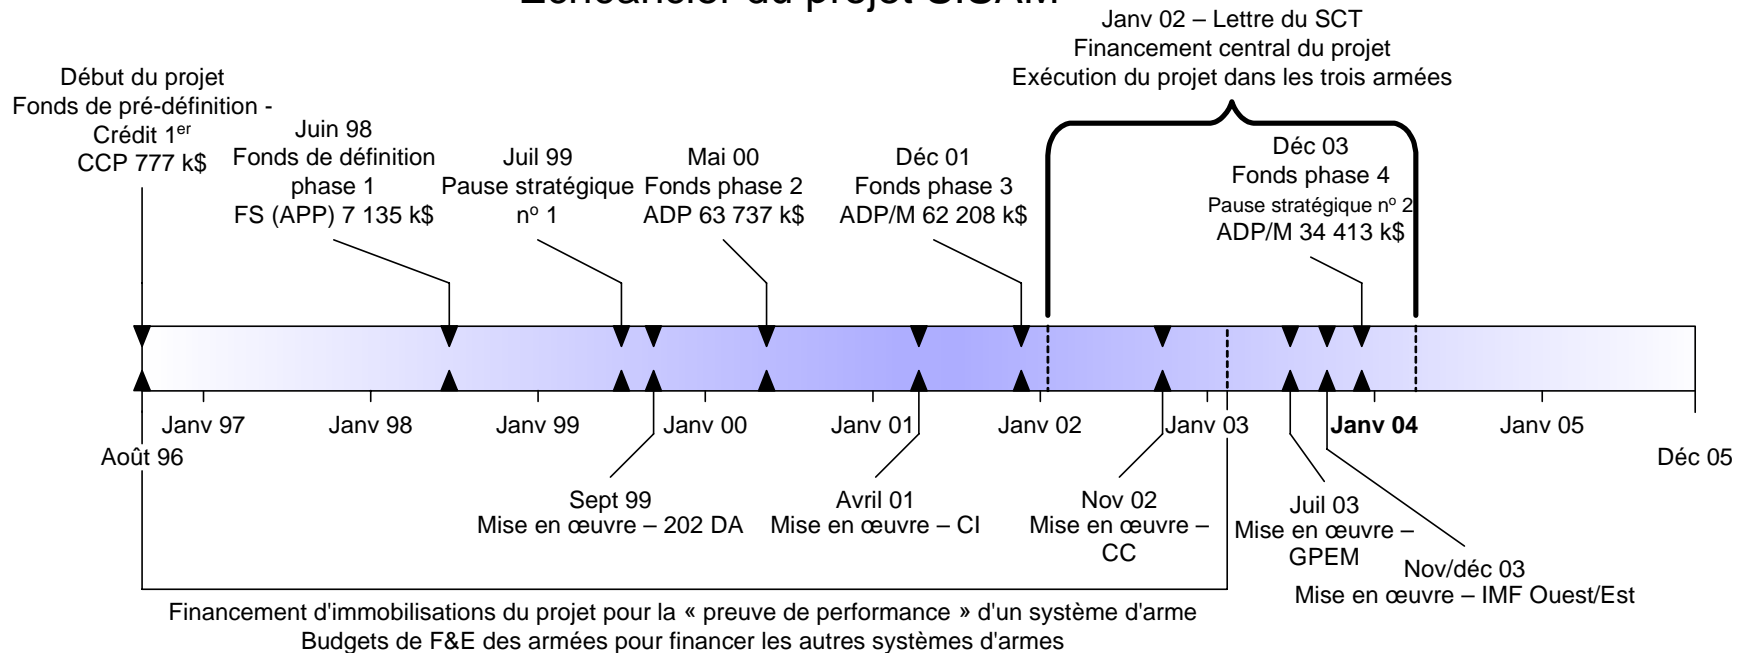 Échéancier du projet SISAM
Janv 02 – Lettre du SCT
Financement central du projet
Exécution du projet dans les trois armées
Début du projet
Fonds de pré-définition -
Crédit 1er
CCP 777 k$
Juin 98
Fonds de définition
phase 1
FS (APP) 7 135 k$
Juil 99
Pause stratégique
nº 1
Mai 00
Fonds phase 2
ADP 63 737 k$
Déc 01
Fonds phase 3
ADP/M 62 208 k$
Déc 03
Fonds phase 4
Pause stratégique nº 2
ADP/M 34 413 k$
Janv 97
Janv 98
Janv 99
Janv 00
Janv 01
Janv 02
Janv 03
Janv 04
Janv 05
Août 96
Déc 05
Sept 99
Mise en œuvre – 202 DA
Avril 01
Mise en œuvre – CI
Nov 02
Mise en œuvre –
CC
Juil 03
Mise en œuvre –
GPEM
Nov/déc 03
Mise en œuvre – IMF Ouest/Est
Financement d'immobilisations du projet pour la « preuve de performance » d'un système d'arme
Budgets de F&E des armées pour financer les autres systèmes d'armes